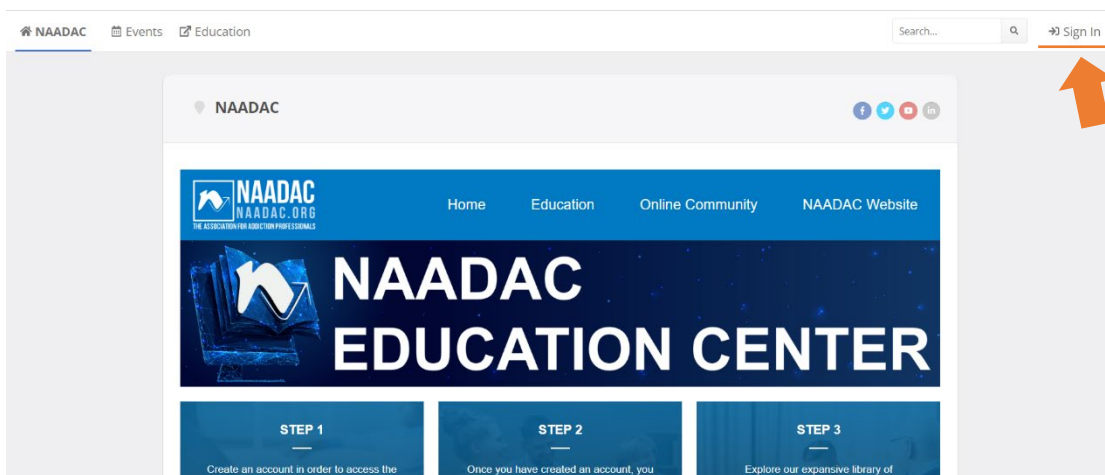 NAADAC Events Education Search... Sign In
NAADAC
NAADAC
NAADAC.ORG
THE ASSOCIATION FOR ADDICTION PROFESSIONALS
Home Education Online Community NAADAC Website
NAADAC
EDUCATION CENTER
STEP 1
Create an account in order to access the
STEP 2
Once you have created an account, you
STEP 3
Explore our expansive library of